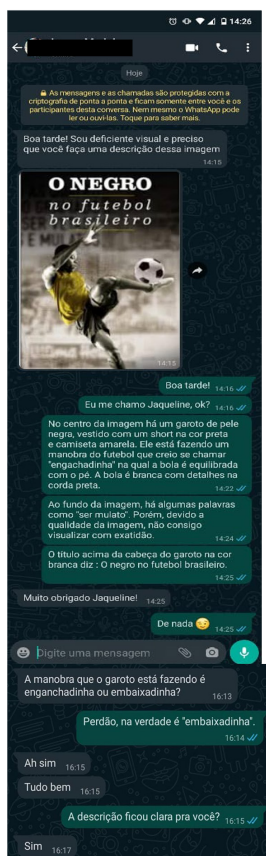 14:26
Hoje
As mensagens e as chamadas são protegidas com a
criptografia de ponta a ponta e ficam somente entre você e os
participantes desta conversa. Nem mesmo o WhatsApp pode
ler ou ouvi-las. Toque para saber mais.
Boa tarde! Sou deficiente visual e preciso
que você faça uma descrição dessa imagem
14:15
O NEGRO
no futebol
brasileiro
14:15
Boa tarde! 14:16
Eu me chamo Jaqueline, ok? 14:16
No centro da imagem há um garoto de pele
negra, vestido com um short na cor preta
e camiseta amarela. Ele está fazendo um
manobra do futebol que creio se chamar
"engachadinha" na qual a bola é equilibrada
com o pé. A bola é branca com detalhes na
corda preta.
14:22
Ao fundo da imagem, há algumas palavras
como "ser mulato". Porém, devido a
qualidade da imagem, não consigo
visualizar com exatidão.
14:24
O título acima da cabeça do garoto na cor
branca diz : O negro no futebol brasileiro.
14:25
Muito obrigado Jaqueline! 14:25
De nada 😉 14:25
Digite uma mensagem
A manobra que o garoto está fazendo é
enganchadinha ou embaixadinha?
16:13
Perdão, na verdade é "embaixadinha".
16:14
Ah sim 16:15
Tudo bem 16:15
A descrição ficou clara pra você? 16:15
Sim 16:17